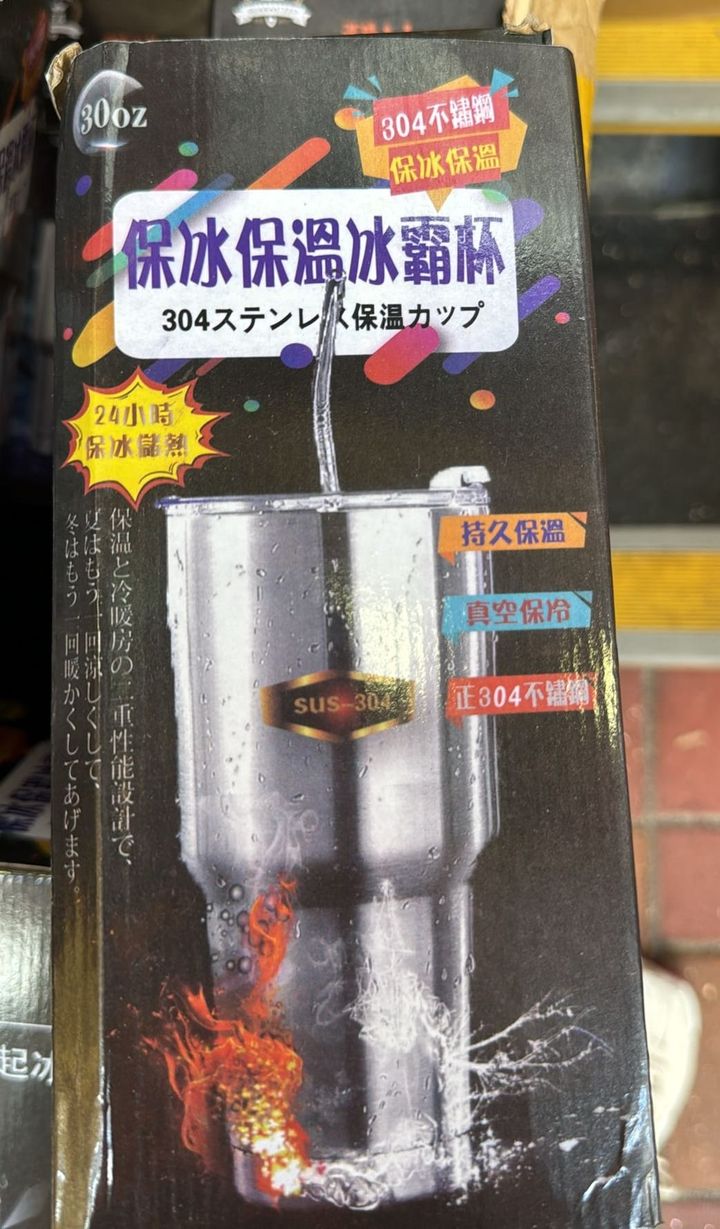 30oz
304不鏽鋼
保冰保溫
保冰保溫冰霸杯
304ステンレス保温カップ
24小時
保冰儲熱
持久保溫
真空保冷
正304不鏽鋼
SUS-304
保温と冷暖房の二重性能設計で、
夏はもう一回涼しくして、
冬はもう一回暖かくしてあげます。
起冰